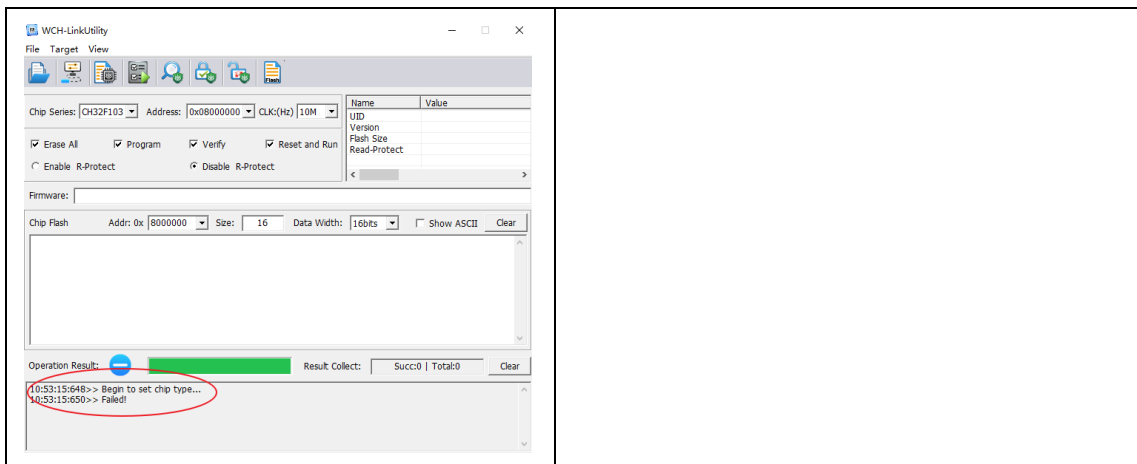 WCH-LinkUtility
File Target View
Flash
Chip Series: CH32F103 Address: 0x08000000 CLK:(Hz) 10M
Name Value
UID
Version
Flash Size
Read-Protect
Erase All Program Verify Reset and Run
Enable R-Protect Disable R-Protect
Firmware:
Chip Flash Addr: 0x 8000000 Size: 16 Data Width: 16bits Show ASCII Clear
Operation Result: Result Collect: Succ:0 | Total:0 Clear
10:53:15:648>> Begin to set chip type...
10:53:15:650>> Failed!